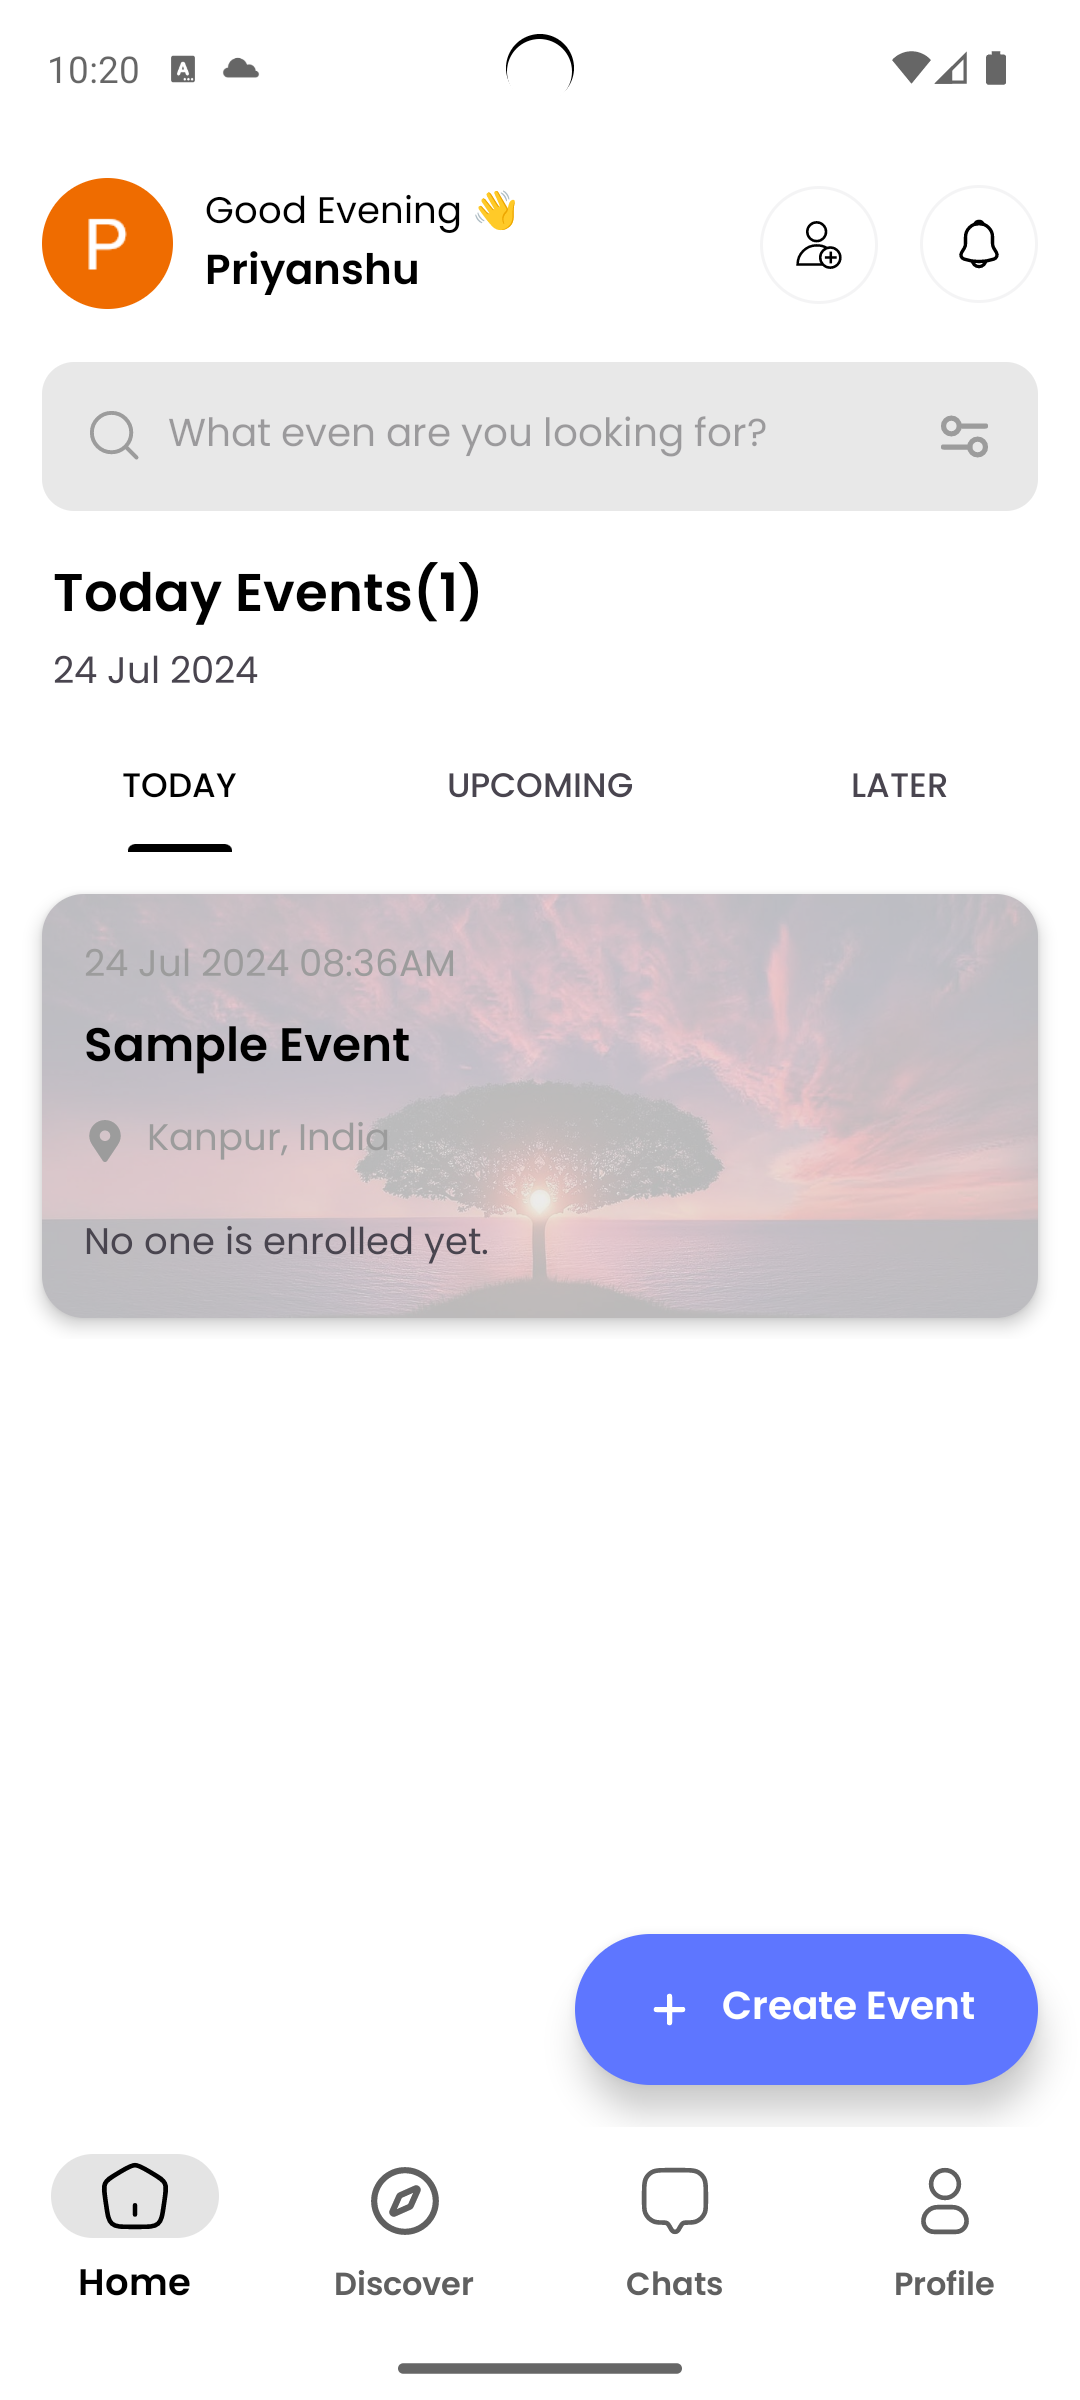 10:20
P
Good Evening 👋
Priyanshu
What even are you looking for?
Today Events(1)
24 Jul 2024
TODAY UPCOMING LATER
24 Jul 2024 08:36AM
Sample Event
Kanpur, India
No one is enrolled yet.
+ Create Event
Home Discover Chats Profile